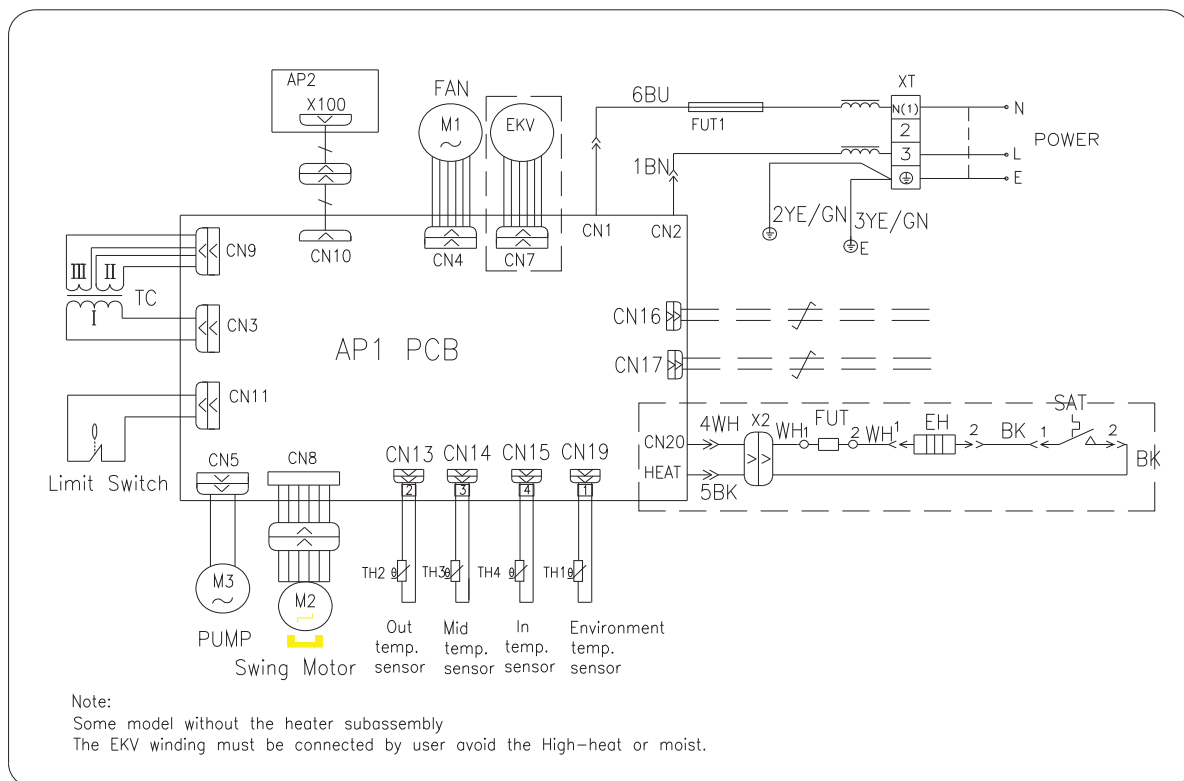 AP2
X100
FAN
M1
EKV
6BU
FUT1
XT
N(1)
N
2
POWER
3
L
1BN
E
2YE/GN
3YE/GN
E
CN1
CN2
CN9
CN10
CN4
CN7
III
II
TC
I
CN3
CN16
AP1 PCB
CN17
CN11
Limit Switch
4WH
X2
FUT
EH
SAT
CN20
WH
1
2
WH
1
2
BK
1
2
BK
HEAT
5BK
CN5
CN8
CN13
CN14
CN15
CN19
2
3
4
1
M3
PUMP
M2
Swing Motor
TH2
θ
TH3
θ
TH4
θ
TH1
θ
Out
temp.
sensor
Mid
temp.
sensor
In
temp.
sensor
Environment
temp.
sensor
Note:
Some model without the heater subassembly
The EKV winding must be connected by user avoid the High-heat or moist.